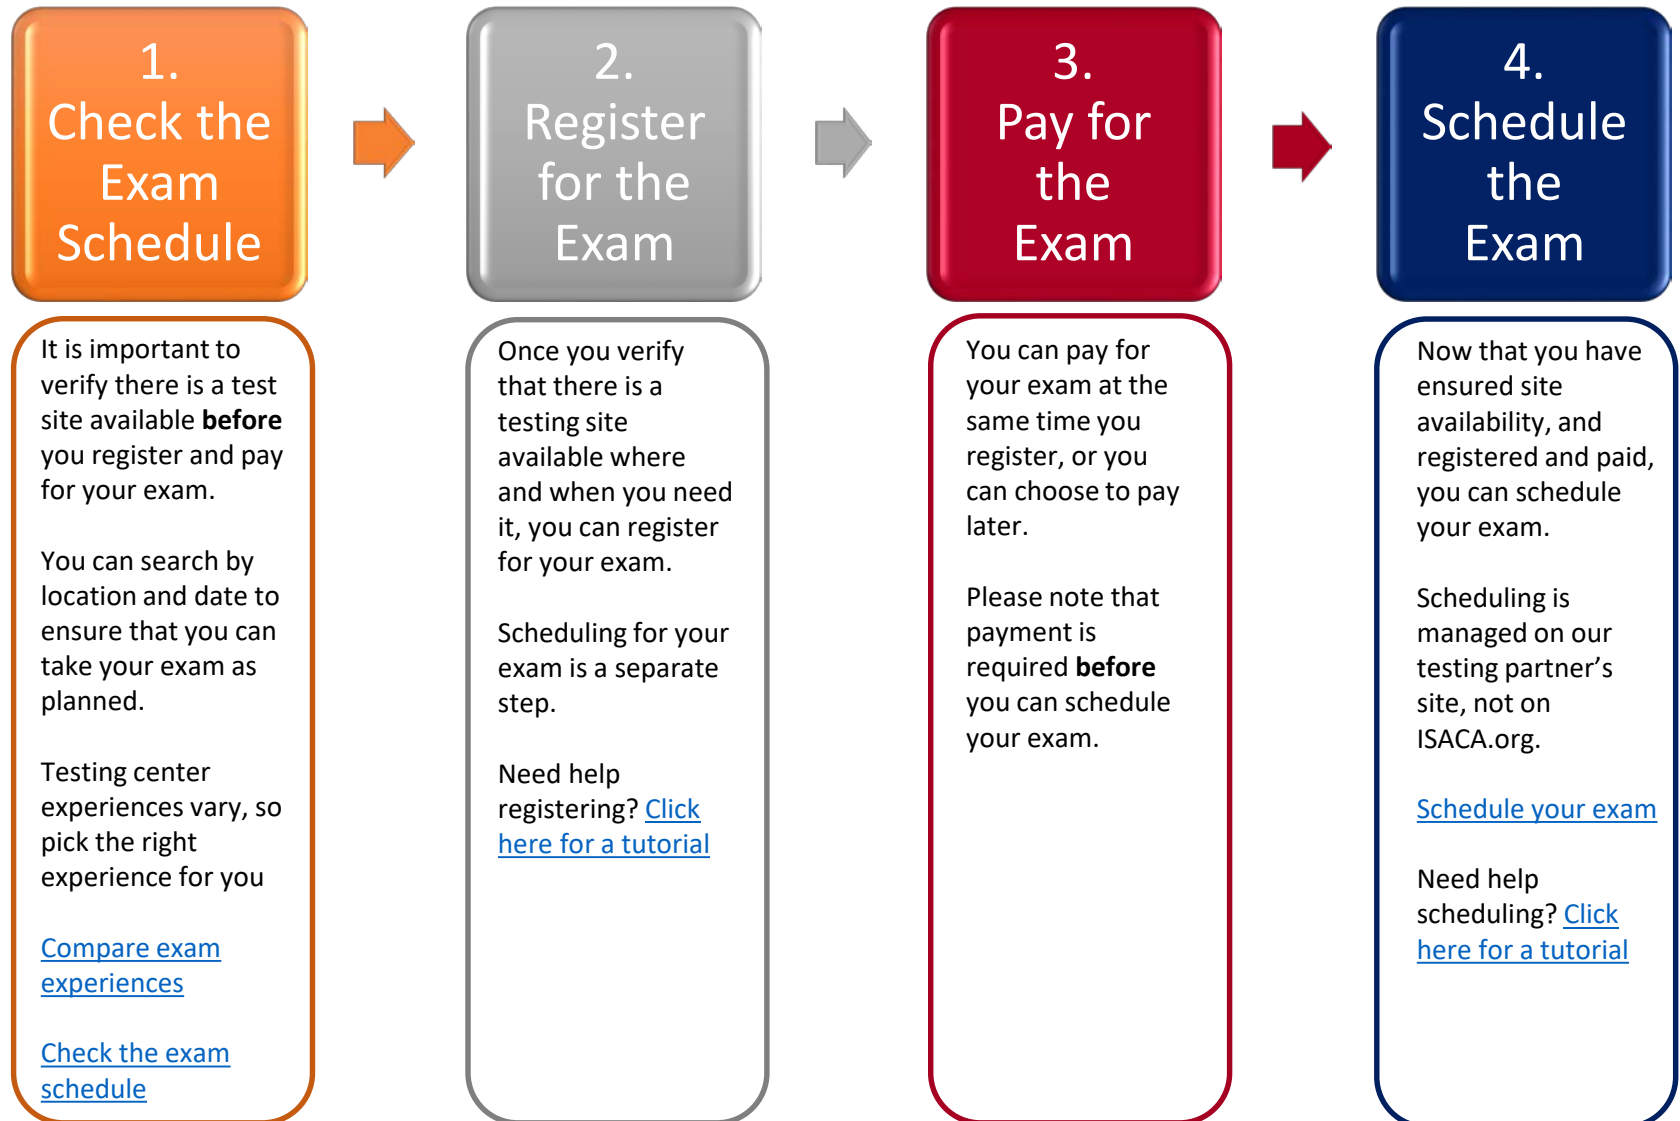 1.
Check the
Exam
Schedule
It is important to
verify there is a test
site available before
you register and pay
for your exam.
You can search by
location and date to
ensure that you can
take your exam as
planned.
Testing center
experiences vary, so
pick the right
experience for you
Compare exam
experiences
Check the exam
schedule
2.
Register
for the
Exam
Once you verify
that there is a
testing site
available where
and when you need
it, you can register
for your exam.
Scheduling for your
exam is a separate
step.
Need help
registering? Click
here for a tutorial
3.
Pay for
the
Exam
You can pay for
your exam at the
same time you
register, or you
can choose to pay
later.
Please note that
payment is
required before
you can schedule
your exam.
4.
Schedule
the
Exam
Now that you have
ensured site
availability, and
registered and paid,
you can schedule
your exam.
Scheduling is
managed on our
testing partner’s
site, not on
ISACA.org.
Schedule your exam
Need help
scheduling? Click
here for a tutorial